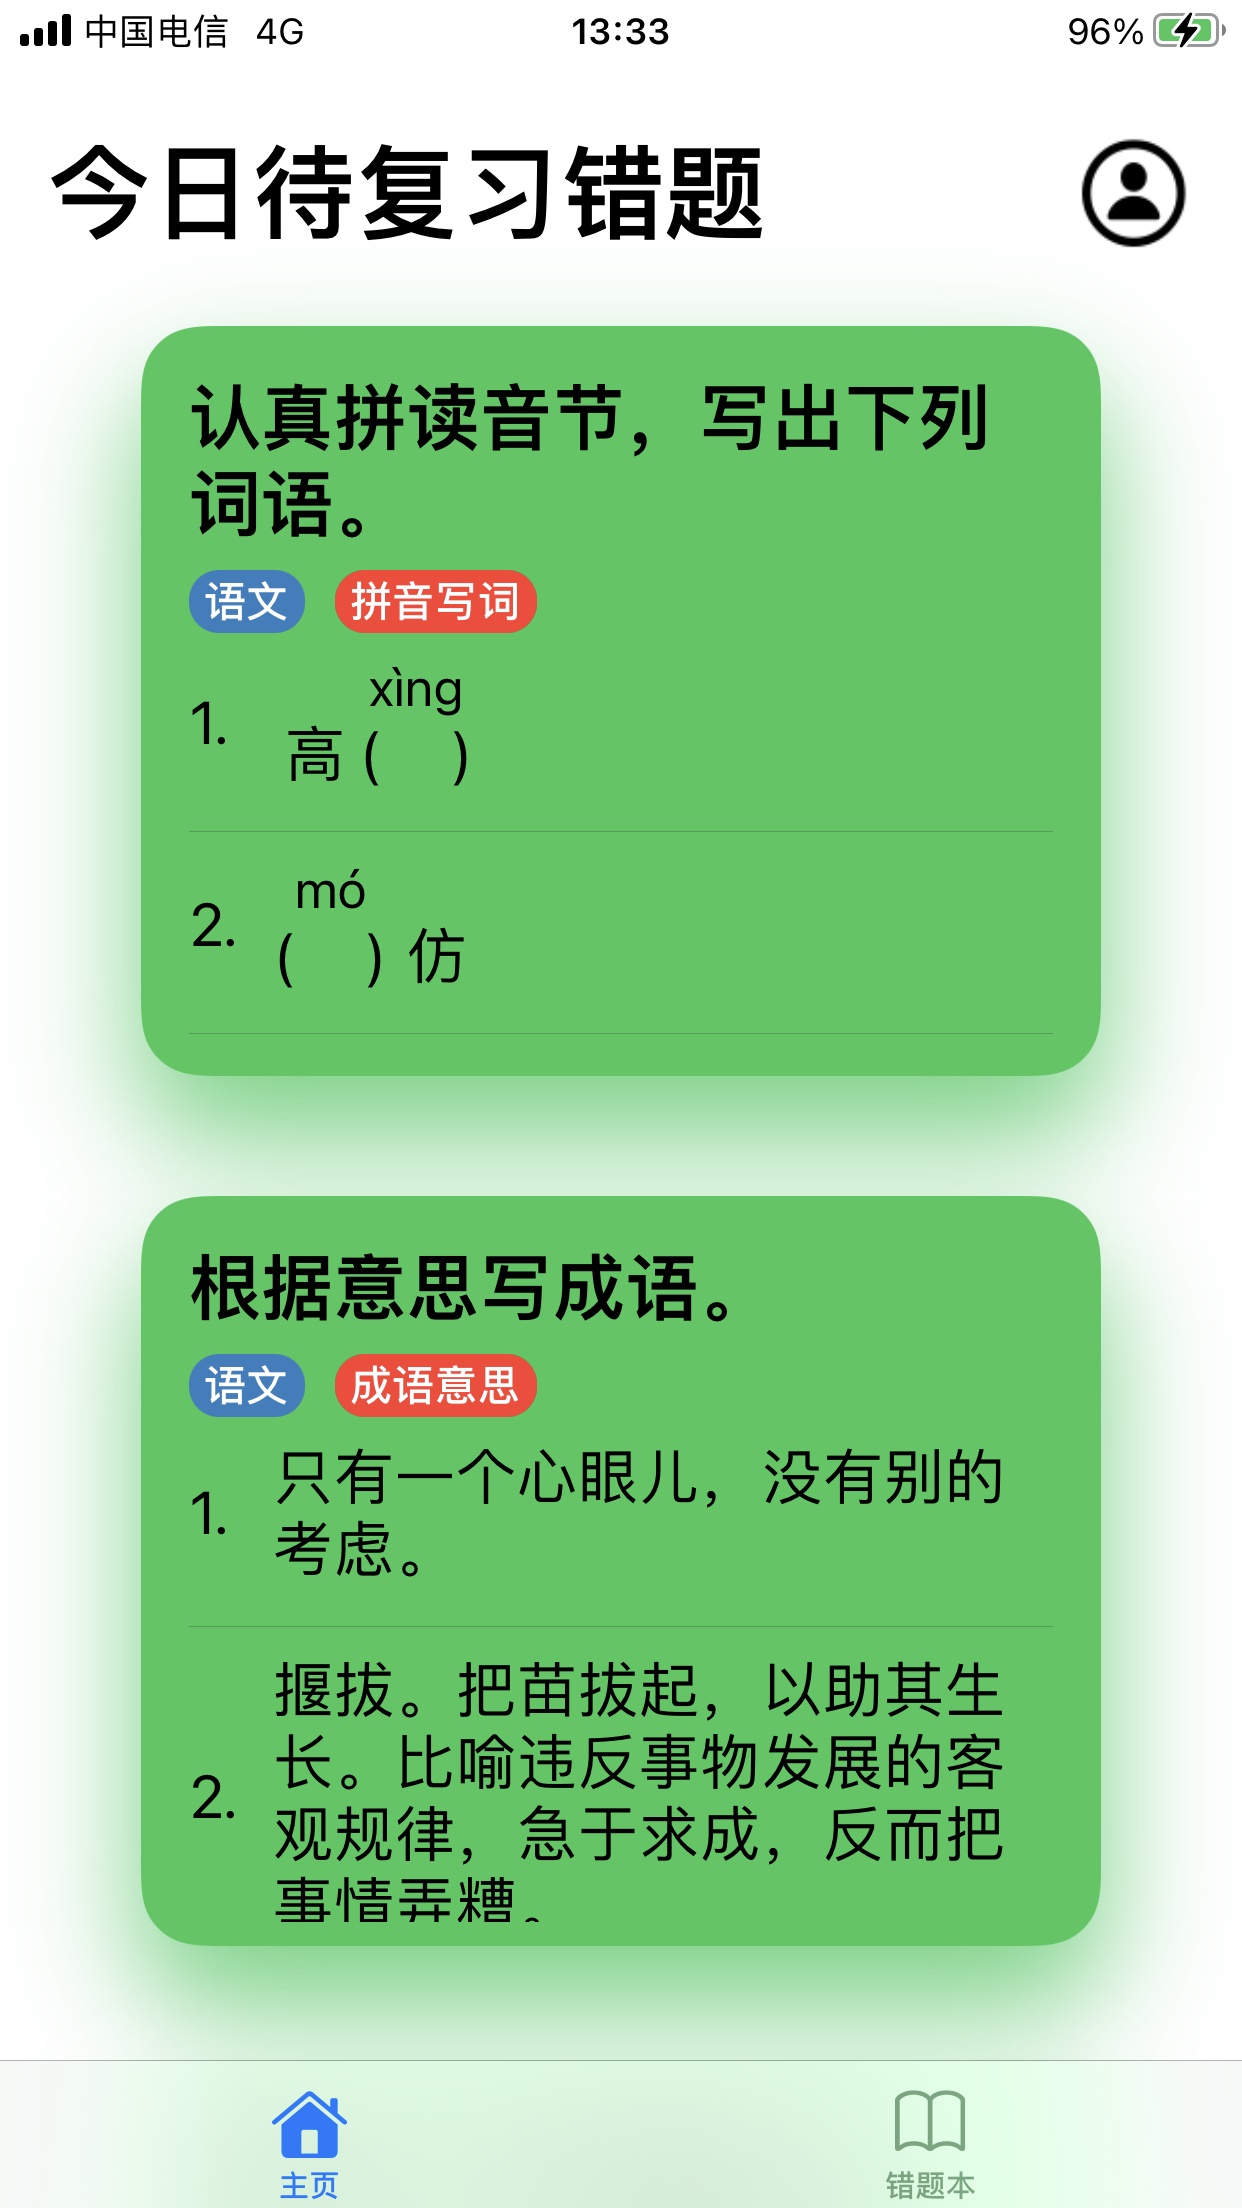 中国电信 4G 13:33 96%
今日待复习错题
认真拼读音节，写出下列
词语。
语文 拼音写词
xìng
1. 高 ( )
mó
2. ( ) 仿
根据意思写成语。
语文 成语意思
1. 只有一个心眼儿，没有别的
考虑。
2. 揠拔。把苗拔起，以助其生
长。比喻违反事物发展的客
观规律，急于求成，反而把
事情弄糟。
主页 错题本